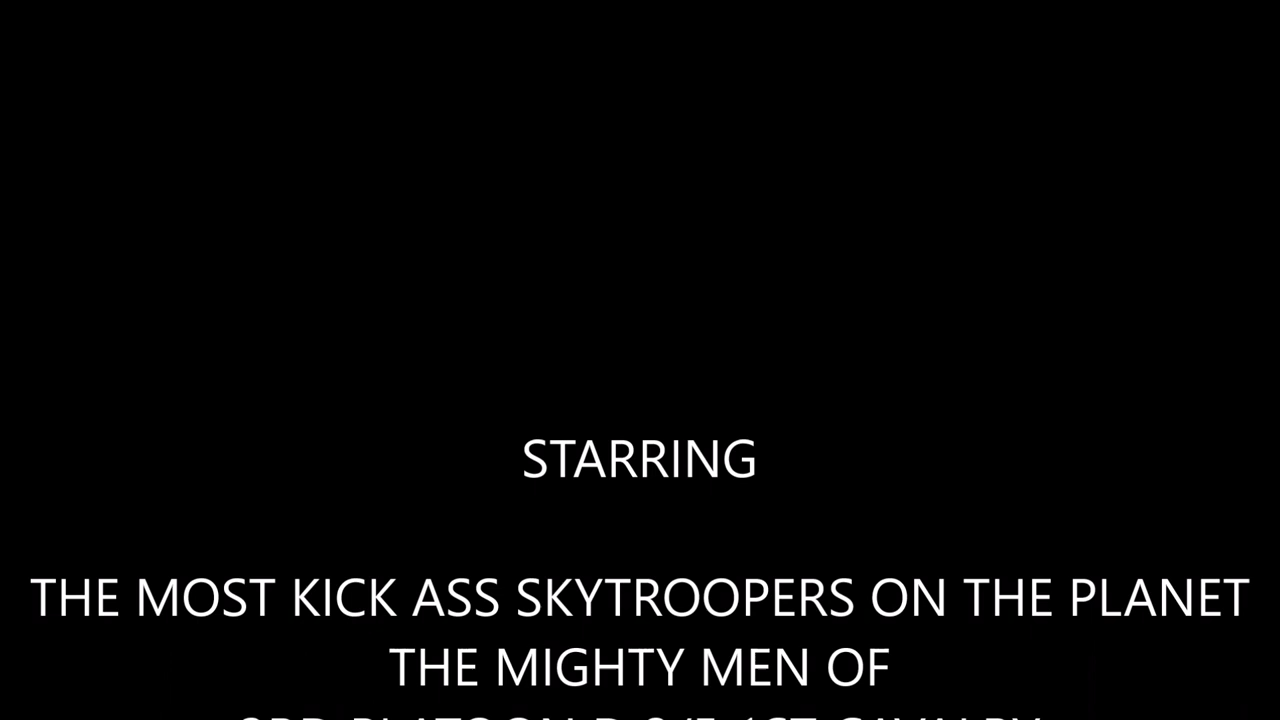 STARRING
THE MOST KICK ASS SKYTROOPERS ON THE PLANET
THE MIGHTY MEN OF